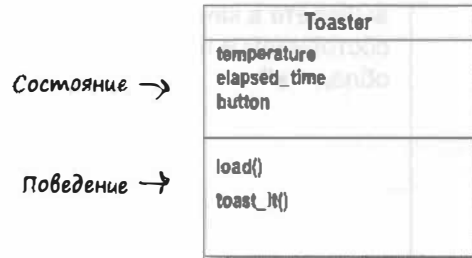 Toaster
Состояние →
temperature
elapsed_time
button
Поведение →
load()
toast_it()